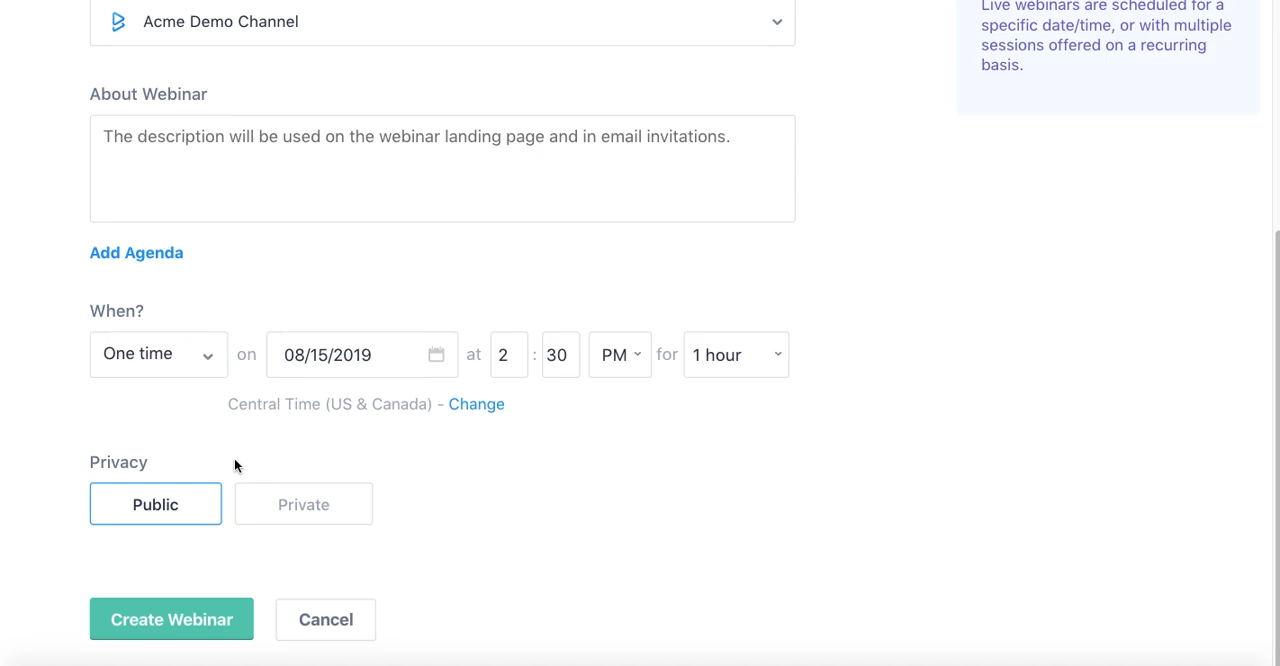 Acme Demo Channel
Live webinars are scheduled for a
specific date/time, or with multiple
sessions offered on a recurring
basis.
About Webinar
The description will be used on the webinar landing page and in email invitations.
Add Agenda
When?
One time on 08/15/2019 at 2 : 30 PM for 1 hour
Central Time (US & Canada) - Change
Privacy
Public Private
Create Webinar Cancel